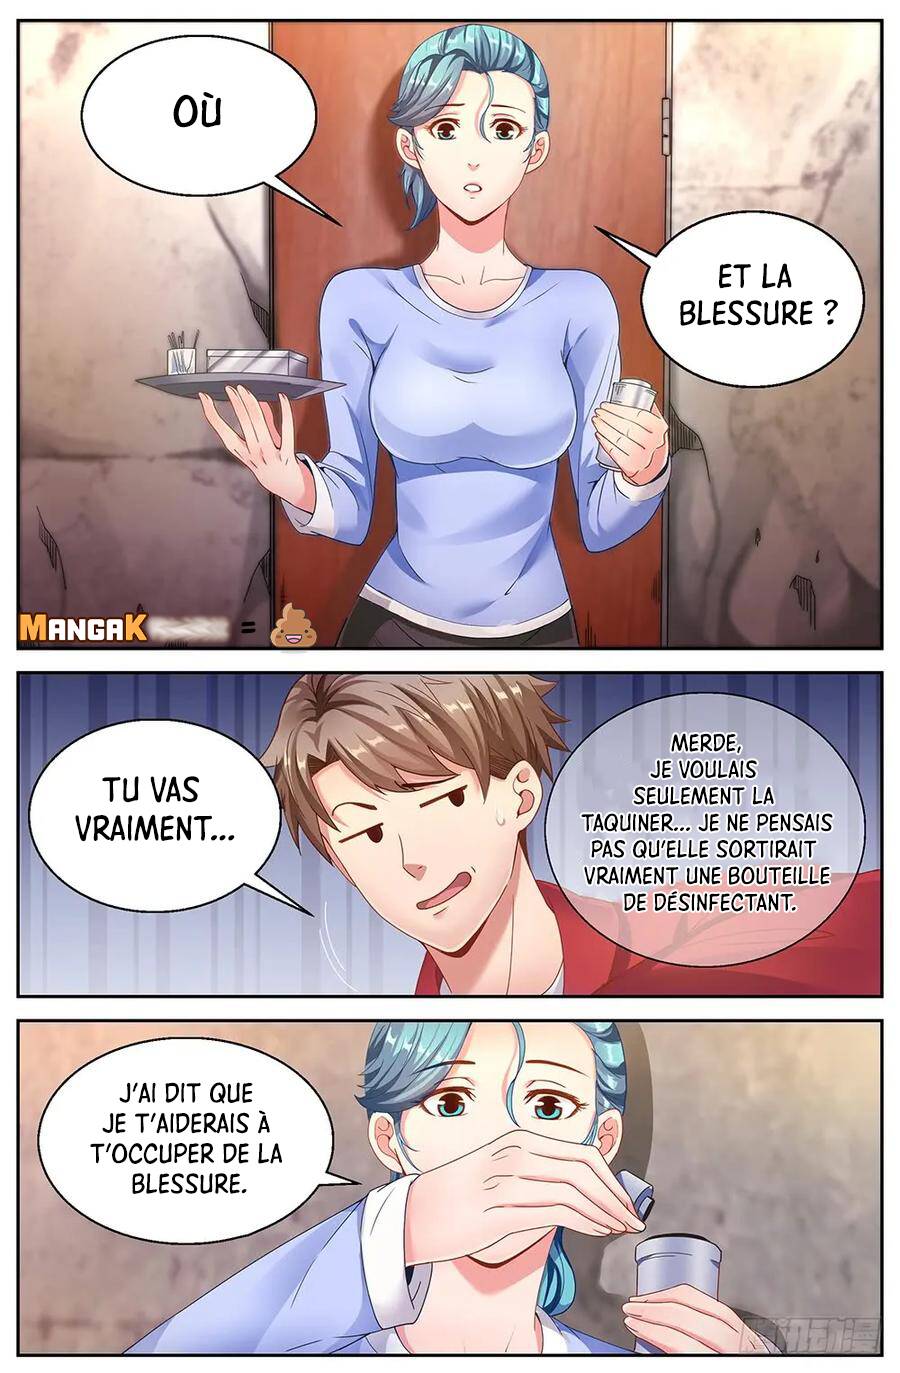 OÙ
ET LA
BLESSURE ?
MANGAK
=
TU VAS
VRAIMENT...
MERDE,
JE VOULAIS
SEULEMENT LA
TAQUINER... JE NE PENSAIS
PAS QU'ELLE SORTIRAIT
VRAIMENT UNE BOUTEILLE
DE DÉSINFECTANT.
J'AI DIT QUE
JE T'AIDERAIS À
T'OCCUPER DE LA
BLESSURE.